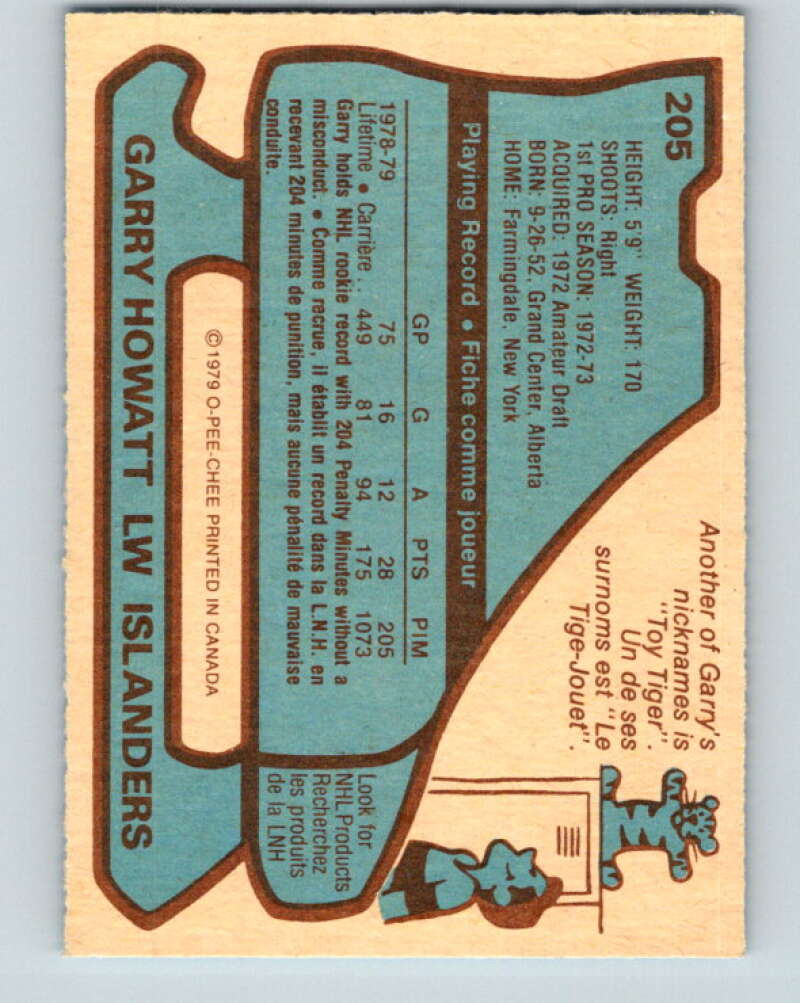 205
HEIGHT: 5'9" WEIGHT: 170
SHOOTS: Right
1st PRO SEASON: 1972-73
ACQUIRED: 1972 Amateur Draft
BORN: 9-26-52, Grand Center, Alberta
HOME: Farmingdale, New York
Playing Record • Fiche comme joueur
GP G A PTS PIM
1978-79 75 16 12 28 205
Lifetime • Carrière .. 449 81 94 175 1073
Garry holds NHL rookie record with 204 Penalty Minutes without a
misconduct. • Comme recrue, il établit un record dans la L.N.H. en
recevant 204 minutes de punition, mais aucune pénalité de mauvaise
conduite.
Another of Garry's
nicknames is
"Toy Tiger".
Un de ses
surnoms est "Le
Tige-Jouet".
Look for
NHL Products
Recherchez
les produits
de la LNH
©1979 O-PEE-CHEE PRINTED IN CANADA
GARRY HOWATT LW ISLANDERS